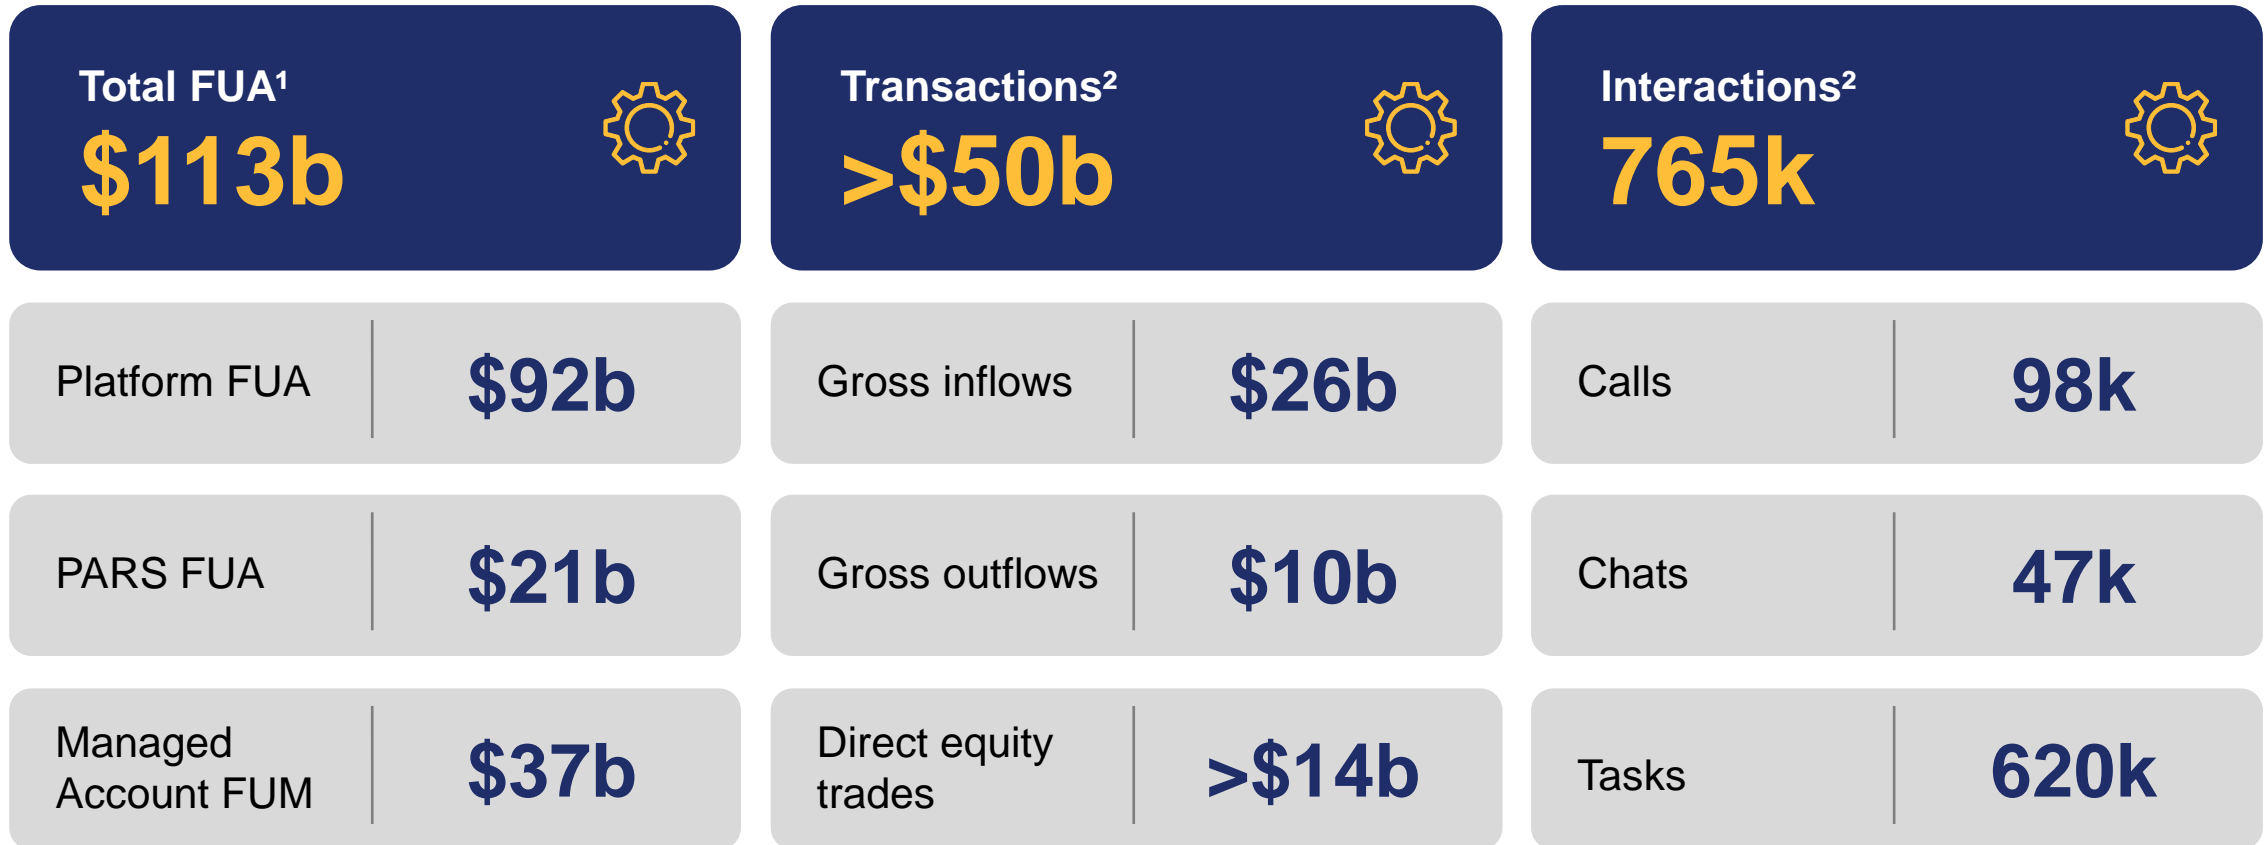 Total FUA¹
$113b
Transactions²
>$50b
Interactions²
765k
Platform FUA
$92b
Gross inflows
$26b
Calls
98k
PARS FUA
$21b
Gross outflows
$10b
Chats
47k
Managed
Account FUM
$37b
Direct equity
trades
>$14b
Tasks
620k